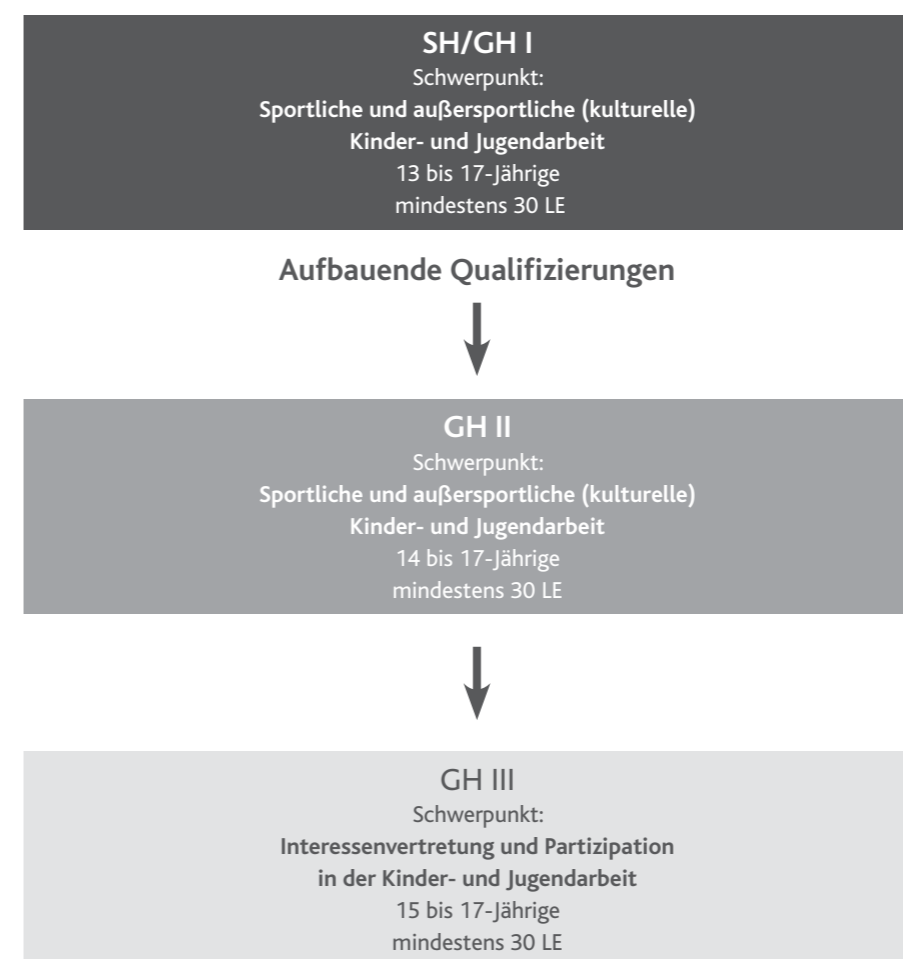 SH/GH I
Schwerpunkt:
Sportliche und außersportliche (kulturelle)
Kinder- und Jugendarbeit
13 bis 17-Jährige
mindestens 30 LE
Aufbauende Qualifizierungen
GH II
Schwerpunkt:
Sportliche und außersportliche (kulturelle)
Kinder- und Jugendarbeit
14 bis 17-Jährige
mindestens 30 LE
GH III
Schwerpunkt:
Interessenvertretung und Partizipation
in der Kinder- und Jugendarbeit
15 bis 17-Jährige
mindestens 30 LE